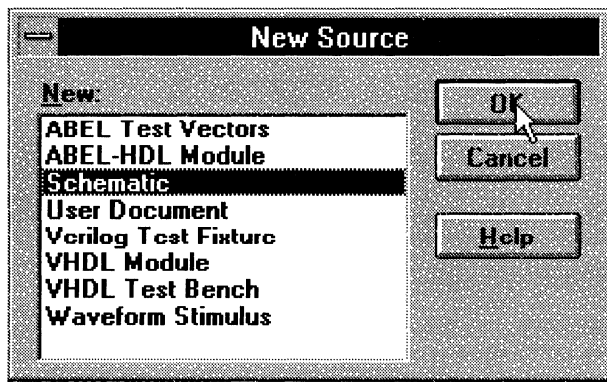 New Source
New:
ABEL Test Vectors
ABEL-HDL Module
Schematic
User Document
Verilog Test Fixture
VHDL Module
VHDL Test Bench
Waveform Stimulus
OK
Cancel
Help